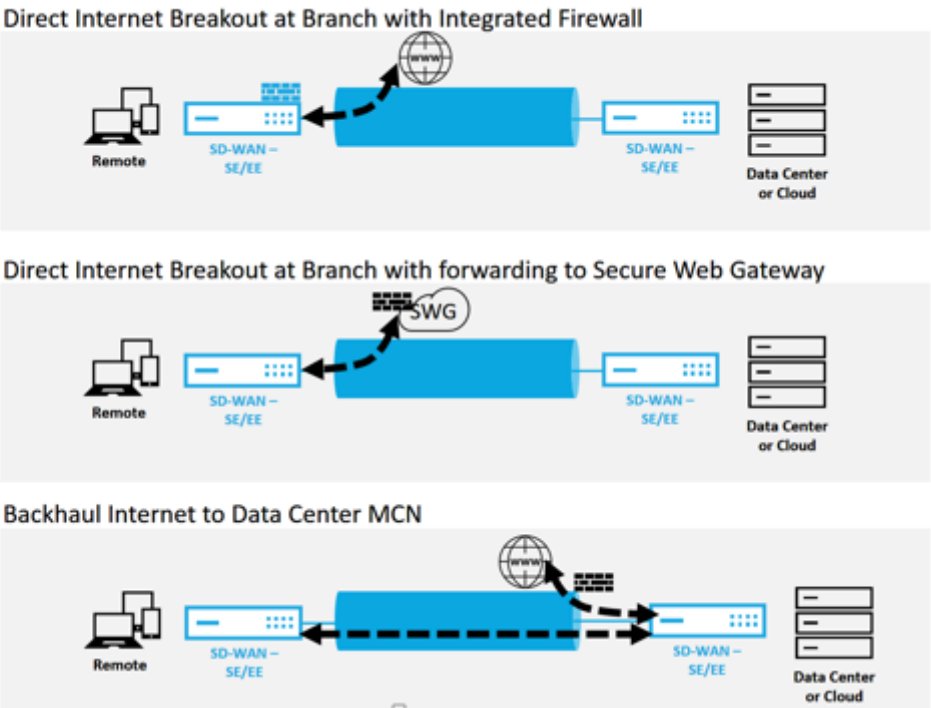 Direct Internet Breakout at Branch with Integrated Firewall
www
Remote
SD-WAN –
SE/EE
SD-WAN –
SE/EE
Data Center
or Cloud
Direct Internet Breakout at Branch with forwarding to Secure Web Gateway
SWG
Remote
SD-WAN –
SE/EE
SD-WAN –
SE/EE
Data Center
or Cloud
Backhaul Internet to Data Center MCN
www
Remote
SD-WAN –
SE/EE
SD-WAN –
SE/EE
Data Center
or Cloud